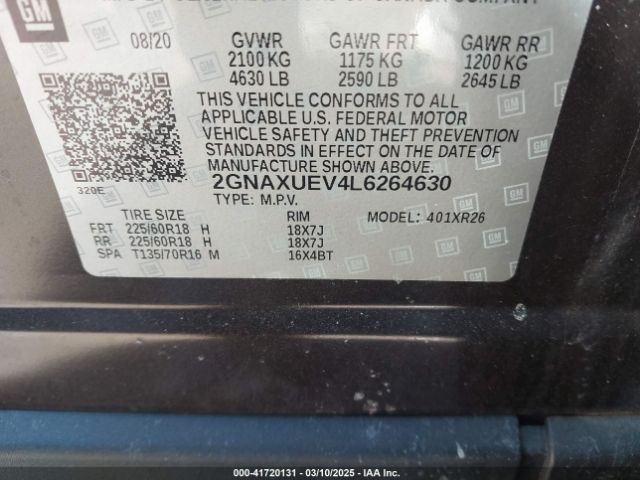 GM
08/20 GVWR GAWR FRT GAWR RR
2100 KG 1175 KG 1200 KG
4630 LB 2590 LB 2645 LB
THIS VEHICLE CONFORMS TO ALL
APPLICABLE U.S. FEDERAL MOTOR
VEHICLE SAFETY AND THEFT PREVENTION
STANDARDS IN EFFECT ON THE DATE OF
MANUFACTURE SHOWN ABOVE.
320E 2GNAXUEV4L6264630
TYPE: M.P.V.
TIRE SIZE RIM MODEL: 401XR26
FRT 225/60R18 H 18X7J
RR 225/60R18 H 18X7J
SPA T135/70R16 M 16X4BT
000-41720131 — 03/10/2025 — IAA Inc.